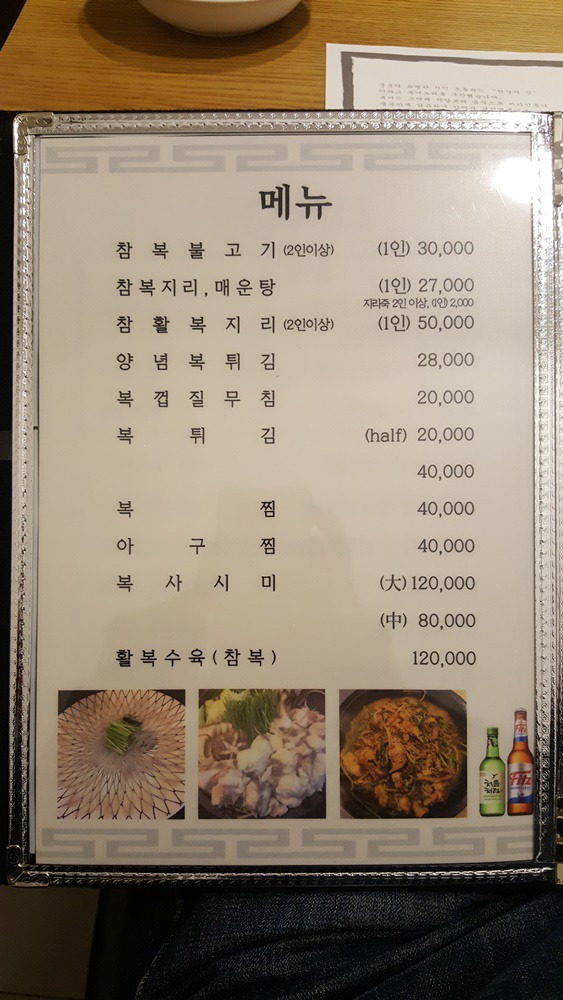 메뉴
참복불고기 (2인이상) (1인) 30,000
참복지리, 매운탕 (1인) 27,000
지리죽 2인 이상, (1인) 2,000
참활복지리 (2인이상) (1인) 50,000
양념복튀김 28,000
복껍질무침 20,000
복튀김 (half) 20,000
40,000
복찜 40,000
아구찜 40,000
복사시미 (大) 120,000
(中) 80,000
활복수육 (참복) 120,000
처음처럼
Fitz